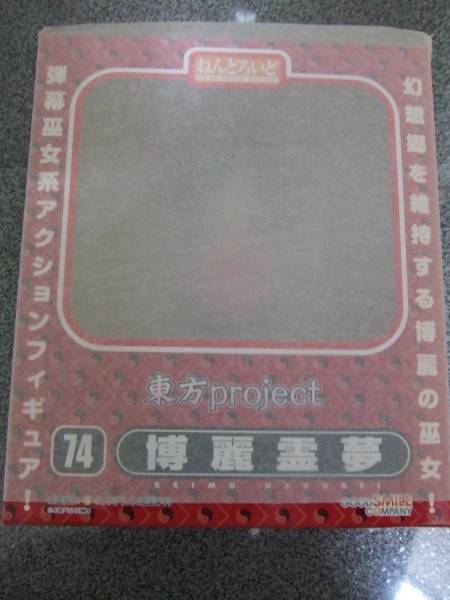 ねんどろいど
幻想郷を維持する博麗の巫女!
弾幕巫女系アクションフィギュア!
東方project
74
博麗霊夢
REIMU HAKUREI
GOOD SMILE
COMPANY